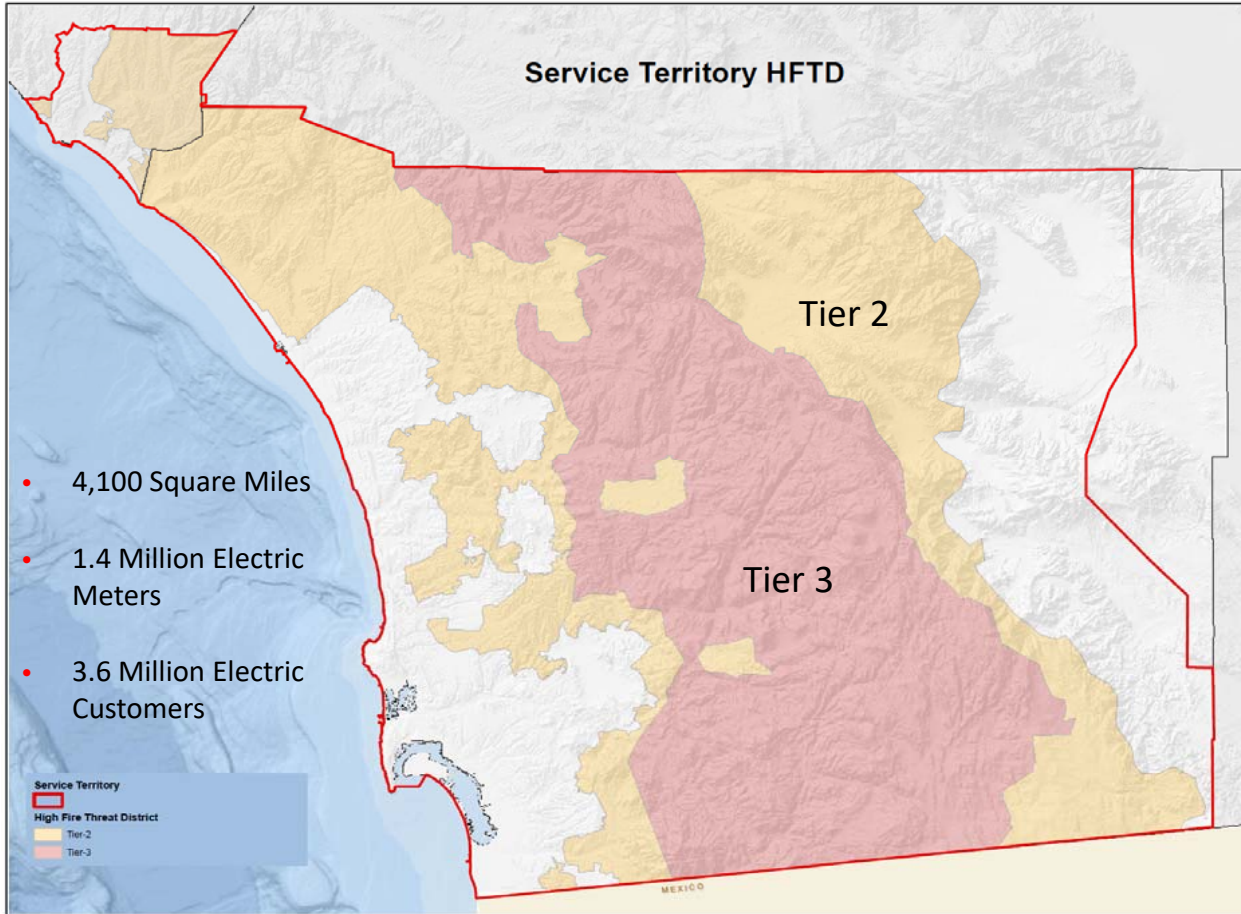 Service Territory HFTD
Tier 2
• 4,100 Square Miles
• 1.4 Million Electric
Meters
Tier 3
• 3.6 Million Electric
Customers
Service Territory
High Fire Threat District
Tier-2
Tier-3
MEXICO